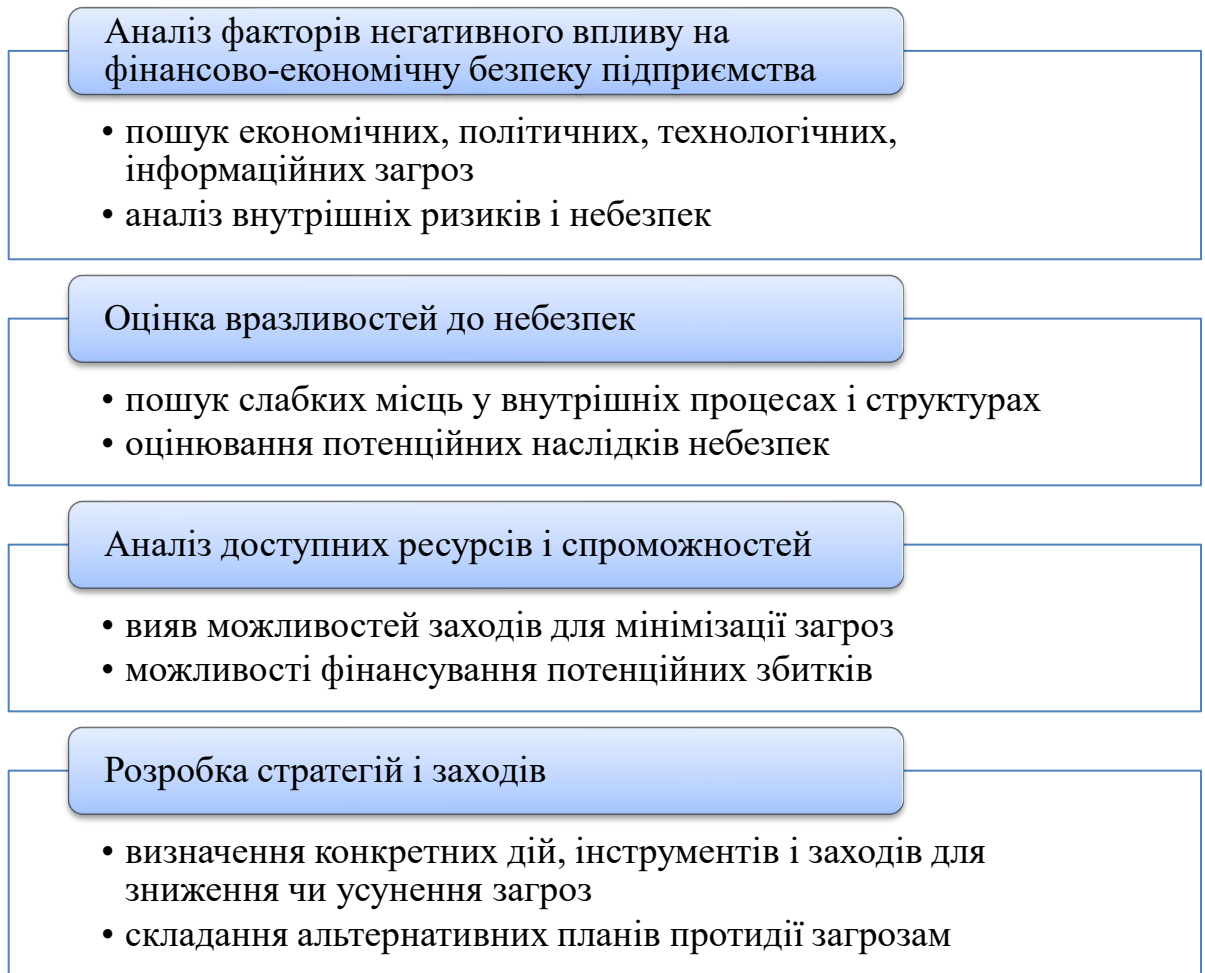 Аналіз факторів негативного впливу на
фінансово-економічну безпеку підприємства
• пошук економічних, політичних, технологічних,
інформаційних загроз
• аналіз внутрішніх ризиків і небезпек
Оцінка вразливостей до небезпек
• пошук слабких місць у внутрішніх процесах і структурах
• оцінювання потенційних наслідків небезпек
Аналіз доступних ресурсів і спроможностей
• вияв можливостей заходів для мінімізації загроз
• можливості фінансування потенційних збитків
Розробка стратегій і заходів
• визначення конкретних дій, інструментів і заходів для
зниження чи усунення загроз
• складання альтернативних планів протидії загрозам